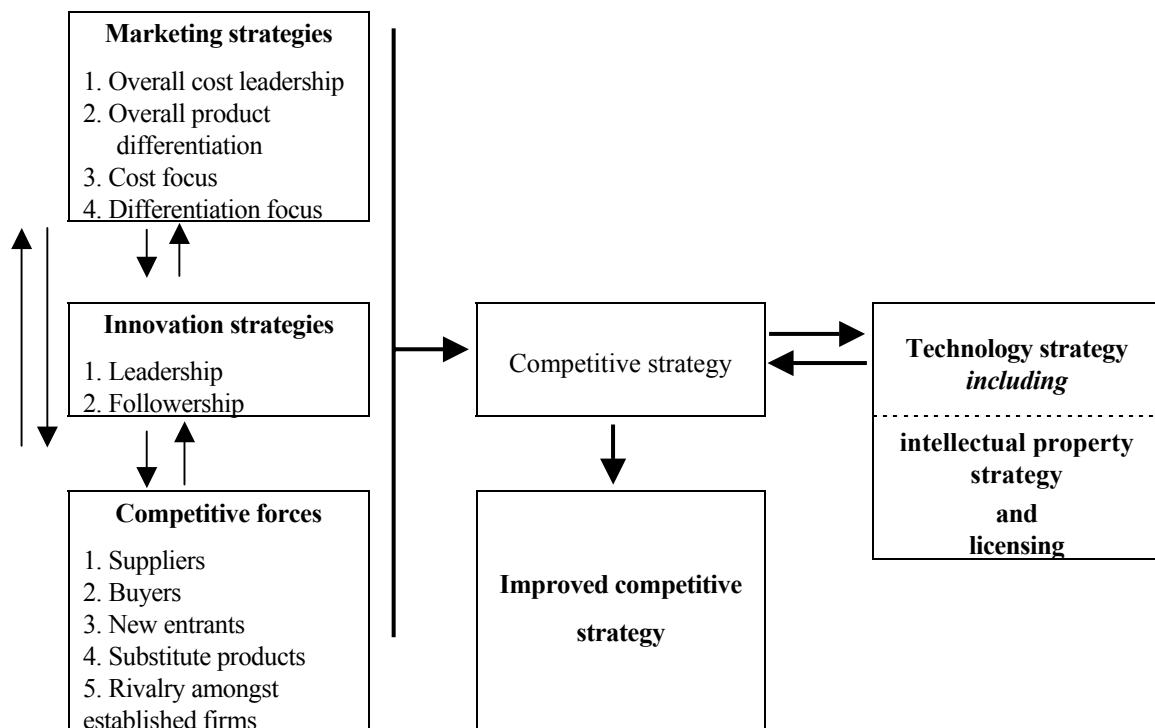 Marketing strategies
1. Overall cost leadership
2. Overall product
differentiation
3. Cost focus
4. Differentiation focus
Innovation strategies
1. Leadership
2. Followership
Competitive forces
1. Suppliers
2. Buyers
3. New entrants
4. Substitute products
5. Rivalry amongst
established firms
Competitive strategy
Improved competitive
strategy
Technology strategy
including
intellectual property
strategy
and
licensing